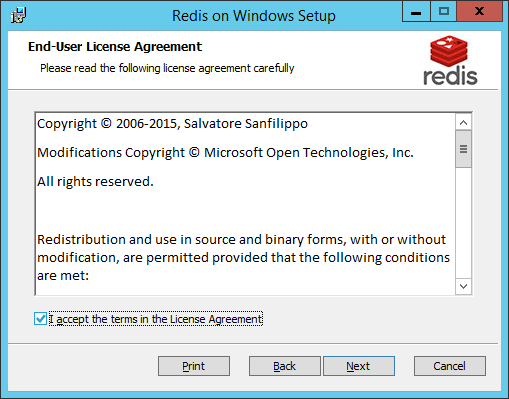 Redis on Windows Setup
End-User License Agreement
Please read the following license agreement carefully
redis
Copyright © 2006-2015, Salvatore Sanfilippo
Modifications Copyright © Microsoft Open Technologies, Inc.
All rights reserved.
Redistribution and use in source and binary forms, with or without
modification, are permitted provided that the following conditions
are met:
I accept the terms in the License Agreement
Print Back Next Cancel